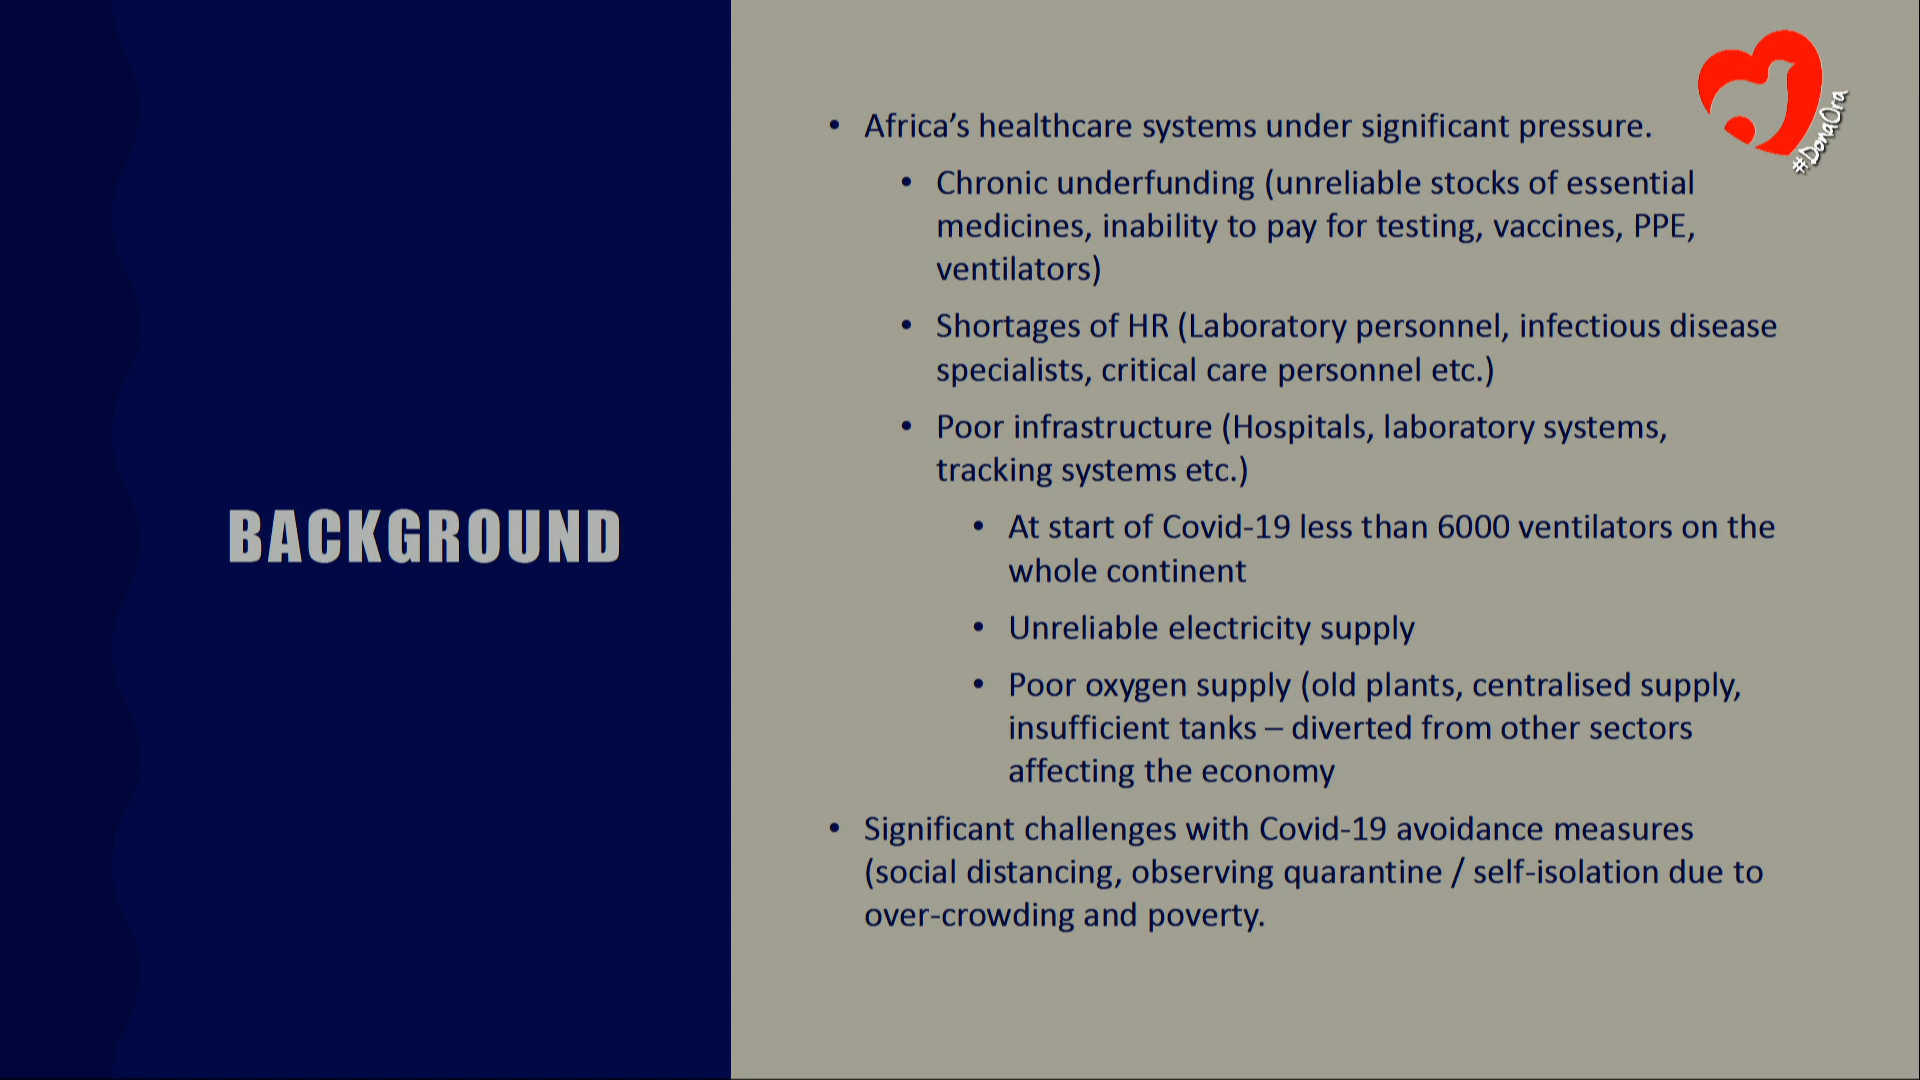 BACKGROUND
• Africa’s healthcare systems under significant pressure.
• Chronic underfunding (unreliable stocks of essential
medicines, inability to pay for testing, vaccines, PPE,
ventilators)
• Shortages of HR (Laboratory personnel, infectious disease
specialists, critical care personnel etc.)
• Poor infrastructure (Hospitals, laboratory systems,
tracking systems etc.)
• At start of Covid-19 less than 6000 ventilators on the
whole continent
• Unreliable electricity supply
• Poor oxygen supply (old plants, centralised supply,
insufficient tanks – diverted from other sectors
affecting the economy
• Significant challenges with Covid-19 avoidance measures
(social distancing, observing quarantine / self-isolation due to
over-crowding and poverty.
#DonaOra